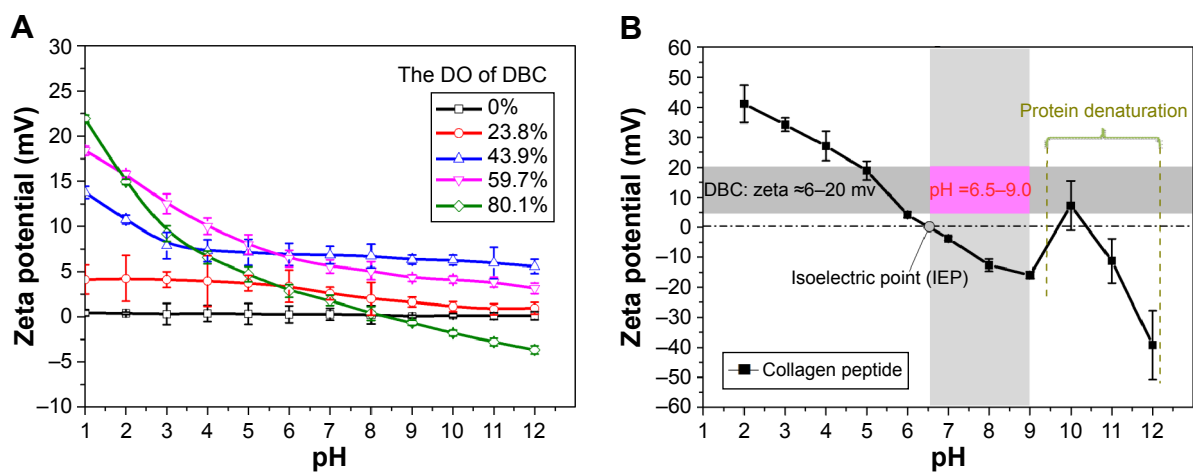 A
30
25
20
15
10
5
0
–5
–10
Zeta potential (mV)
The DO of DBC
0%
23.8%
43.9%
59.7%
80.1%
1 2 3 4 5 6 7 8 9 10 11 12
pH
B
60
50
40
30
20
10
0
–10
–20
–30
–40
–50
–60
Zeta potential (mV)
Protein denaturation
DBC: zeta ≈6–20 mv
pH =6.5–9.0
Isoelectric point (IEP)
Collagen peptide
1 2 3 4 5 6 7 8 9 10 11 12
pH